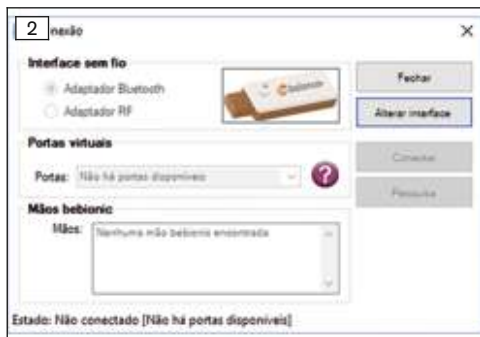 2
nexão
Interface sem fio
Adaptador Bluetooth
Adaptador RF
bebionic
Fechar
Alterar interface
Portas virtuais
Portas: Não há portas disponíveis
?
Conectar
Pesquisa
Mãos bebionic
Mãos: Nenhuma mão bebionic encontrada
Estado: Não conectado [Não há portas disponíveis]